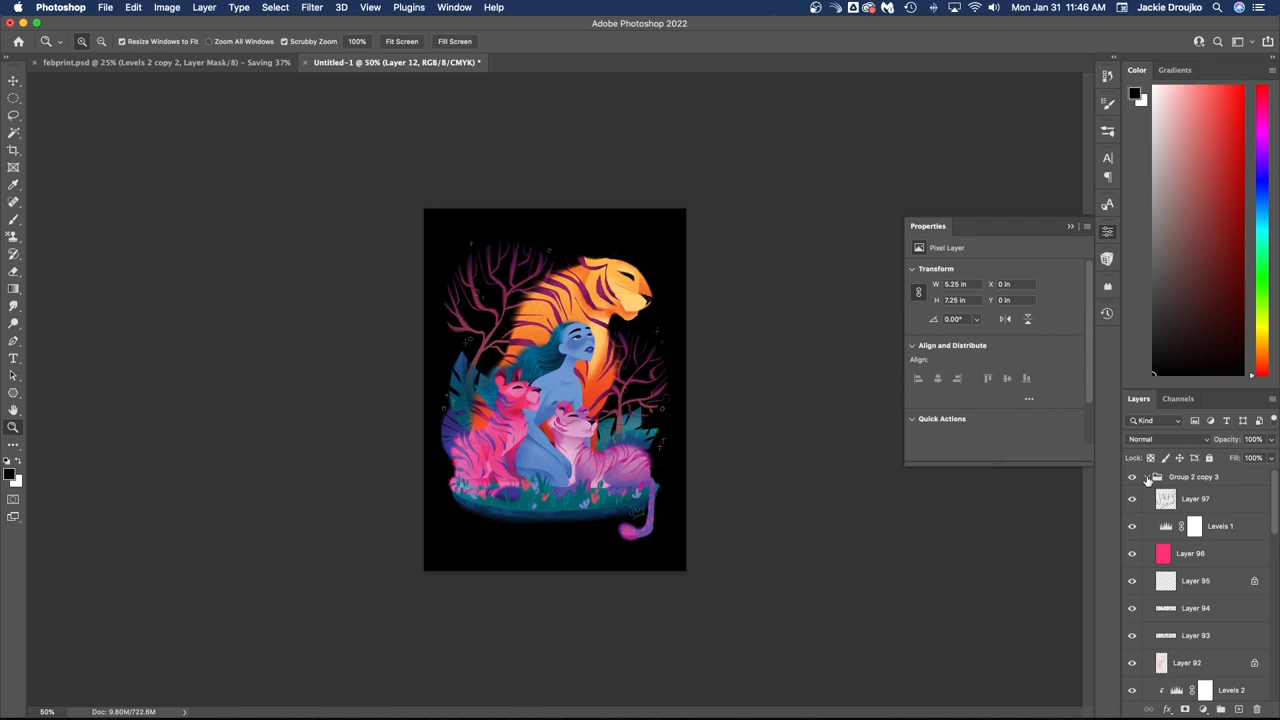 Photoshop File Edit Image Layer Type Select Filter 3D View Plugins Window Help Mon Jan 31 11:46 AM Jackie Droujko
Adobe Photoshop 2022
Resize Windows to Fit Zoom All Windows Scrubby Zoom 100% Fit Screen Fill Screen
× febprint.psd @ 25% (Levels 2 copy 2, Layer Mask/8) – Saving 37% × Untitled-1 @ 50% (Layer 12, RGB/8/CMYK) *
Color Gradients
Properties
Pixel Layer
Transform
W 5.25 in X 0 in
H 7.25 in Y 0 in
0.00°
Align and Distribute
Align:
Quick Actions
Layers Channels
Kind
Normal Opacity: 100%
Lock: Fill: 100%
Group 2 copy 3
Layer 97
Levels 1
Layer 96
Layer 95
Layer 94
Layer 93
Layer 92
Levels 2
50% Doc: 9.80M/722.6M